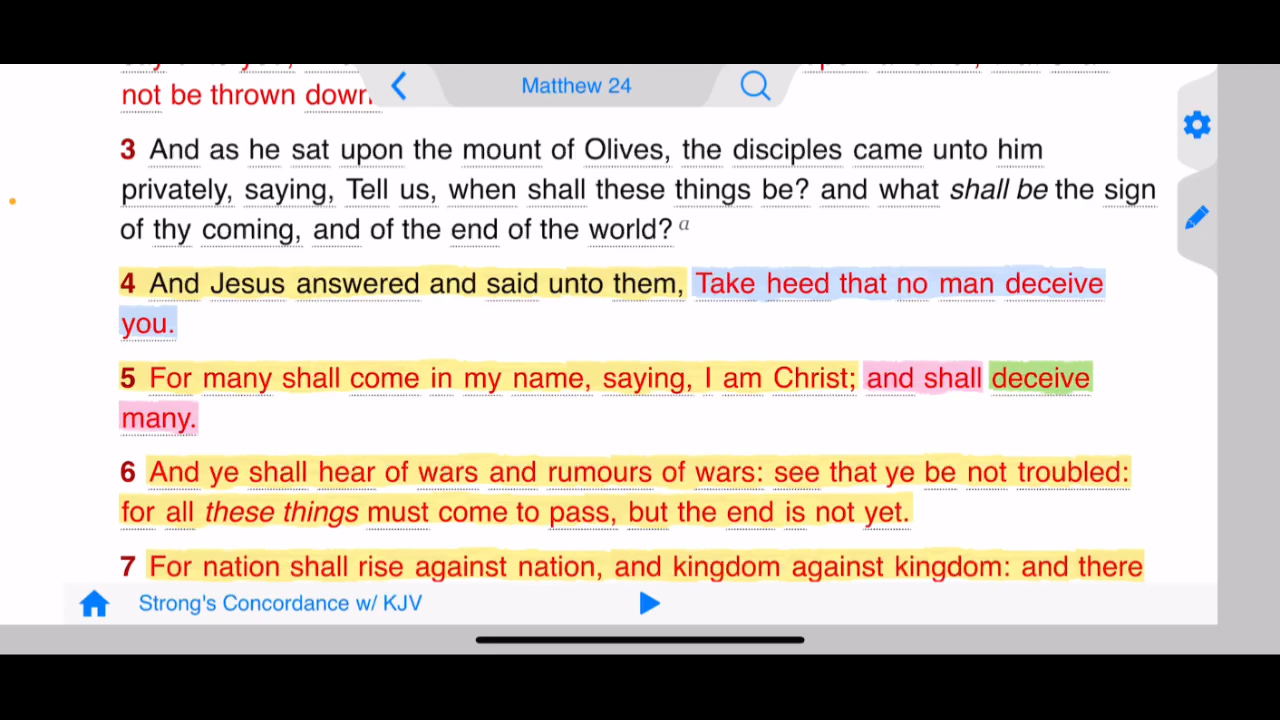 Matthew 24
not be thrown down.
3 And as he sat upon the mount of Olives, the disciples came unto him
privately, saying, Tell us, when shall these things be? and what shall be the sign
of thy coming, and of the end of the world? a
4 And Jesus answered and said unto them, Take heed that no man deceive
you.
5 For many shall come in my name, saying, I am Christ; and shall deceive
many.
6 And ye shall hear of wars and rumours of wars: see that ye be not troubled:
for all these things must come to pass, but the end is not yet.
7 For nation shall rise against nation, and kingdom against kingdom: and there
Strong's Concordance w/ KJV